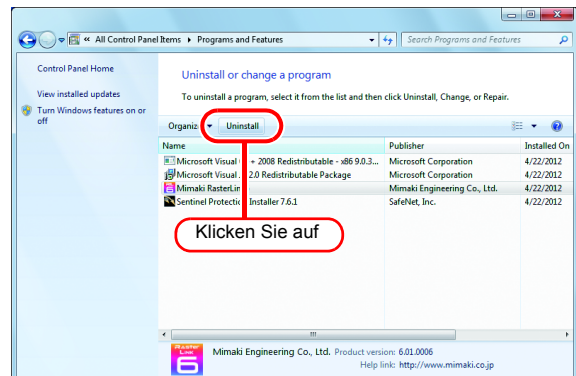 « All Control Panel Items ▸ Programs and Features
Search Programs and Features
Control Panel Home
View installed updates
Turn Windows features on or
off
Uninstall or change a program
To uninstall a program, select it from the list and then click Uninstall, Change, or Repair.
Organiz
Uninstall
Name Publisher Installed On
Microsoft Visual + 2008 Redistributable - x86 9.0.3... Microsoft Corporation 4/22/2012
Microsoft Visual 2.0 Redistributable Package Microsoft Corporation 4/22/2012
Mimaki RasterLin Mimaki Engineering Co., Ltd. 4/22/2012
Sentinel Protectio Installer 7.6.1 SafeNet, Inc. 4/22/2012
Klicken Sie auf
Raster
Link
6
Mimaki Engineering Co., Ltd. Product version: 6.01.0006
Help link: http://www.mimaki.co.jp